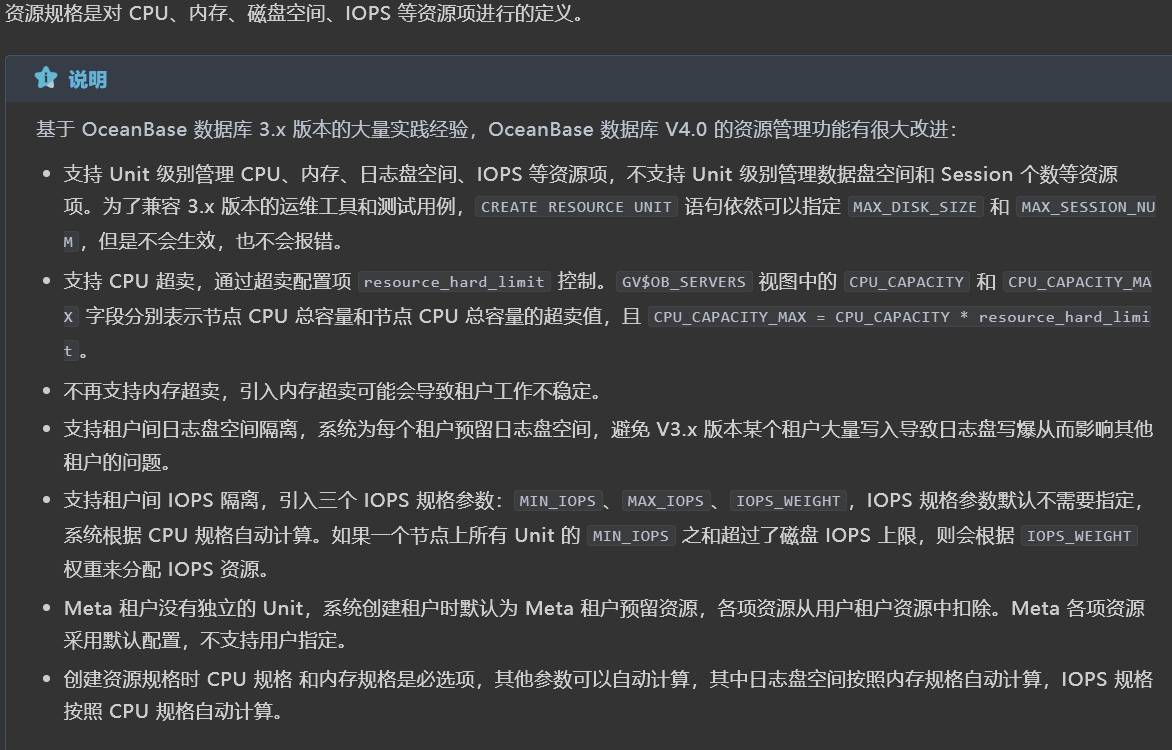 资源规格是对 CPU、内存、磁盘空间、IOPS 等资源项进行的定义。
说明
基于 OceanBase 数据库 3.x 版本的大量实践经验，OceanBase 数据库 V4.0 的资源管理功能有很大改进：
• 支持 Unit 级别管理 CPU、内存、日志盘空间、IOPS 等资源项，不支持 Unit 级别管理数据盘空间和 Session 个数等资源
项。为了兼容 3.x 版本的运维工具和测试用例， CREATE RESOURCE UNIT 语句依然可以指定 MAX_DISK_SIZE 和 MAX_SESSION_NU
M ，但是不会生效，也不会报错。
• 支持 CPU 超卖，通过超卖配置项 resource_hard_limit 控制。 GV$OB_SERVERS 视图中的 CPU_CAPACITY 和 CPU_CAPACITY_MA
X 字段分别表示节点 CPU 总容量和节点 CPU 总容量的超卖值，且 CPU_CAPACITY_MAX = CPU_CAPACITY * resource_hard_limi
t 。
• 不再支持内存超卖，引入内存超卖可能会导致租户工作不稳定。
• 支持租户间日志盘空间隔离，系统为每个租户预留日志盘空间，避免 V3.x 版本某个租户大量写入导致日志盘写爆从而影响其他
租户的问题。
• 支持租户间 IOPS 隔离，引入三个 IOPS 规格参数： MIN_IOPS 、 MAX_IOPS 、 IOPS_WEIGHT ，IOPS 规格参数默认不需要指定，
系统根据 CPU 规格自动计算。如果一个节点上所有 Unit 的 MIN_IOPS 之和超过了磁盘 IOPS 上限，则会根据 IOPS_WEIGHT
权重来分配 IOPS 资源。
• Meta 租户没有独立的 Unit，系统创建租户时默认为 Meta 租户预留资源，各项资源从用户租户资源中扣除。Meta 各项资源
采用默认配置，不支持用户指定。
• 创建资源规格时 CPU 规格 和内存规格是必选项，其他参数可以自动计算，其中日志盘空间按照内存规格自动计算，IOPS 规格
按照 CPU 规格自动计算。